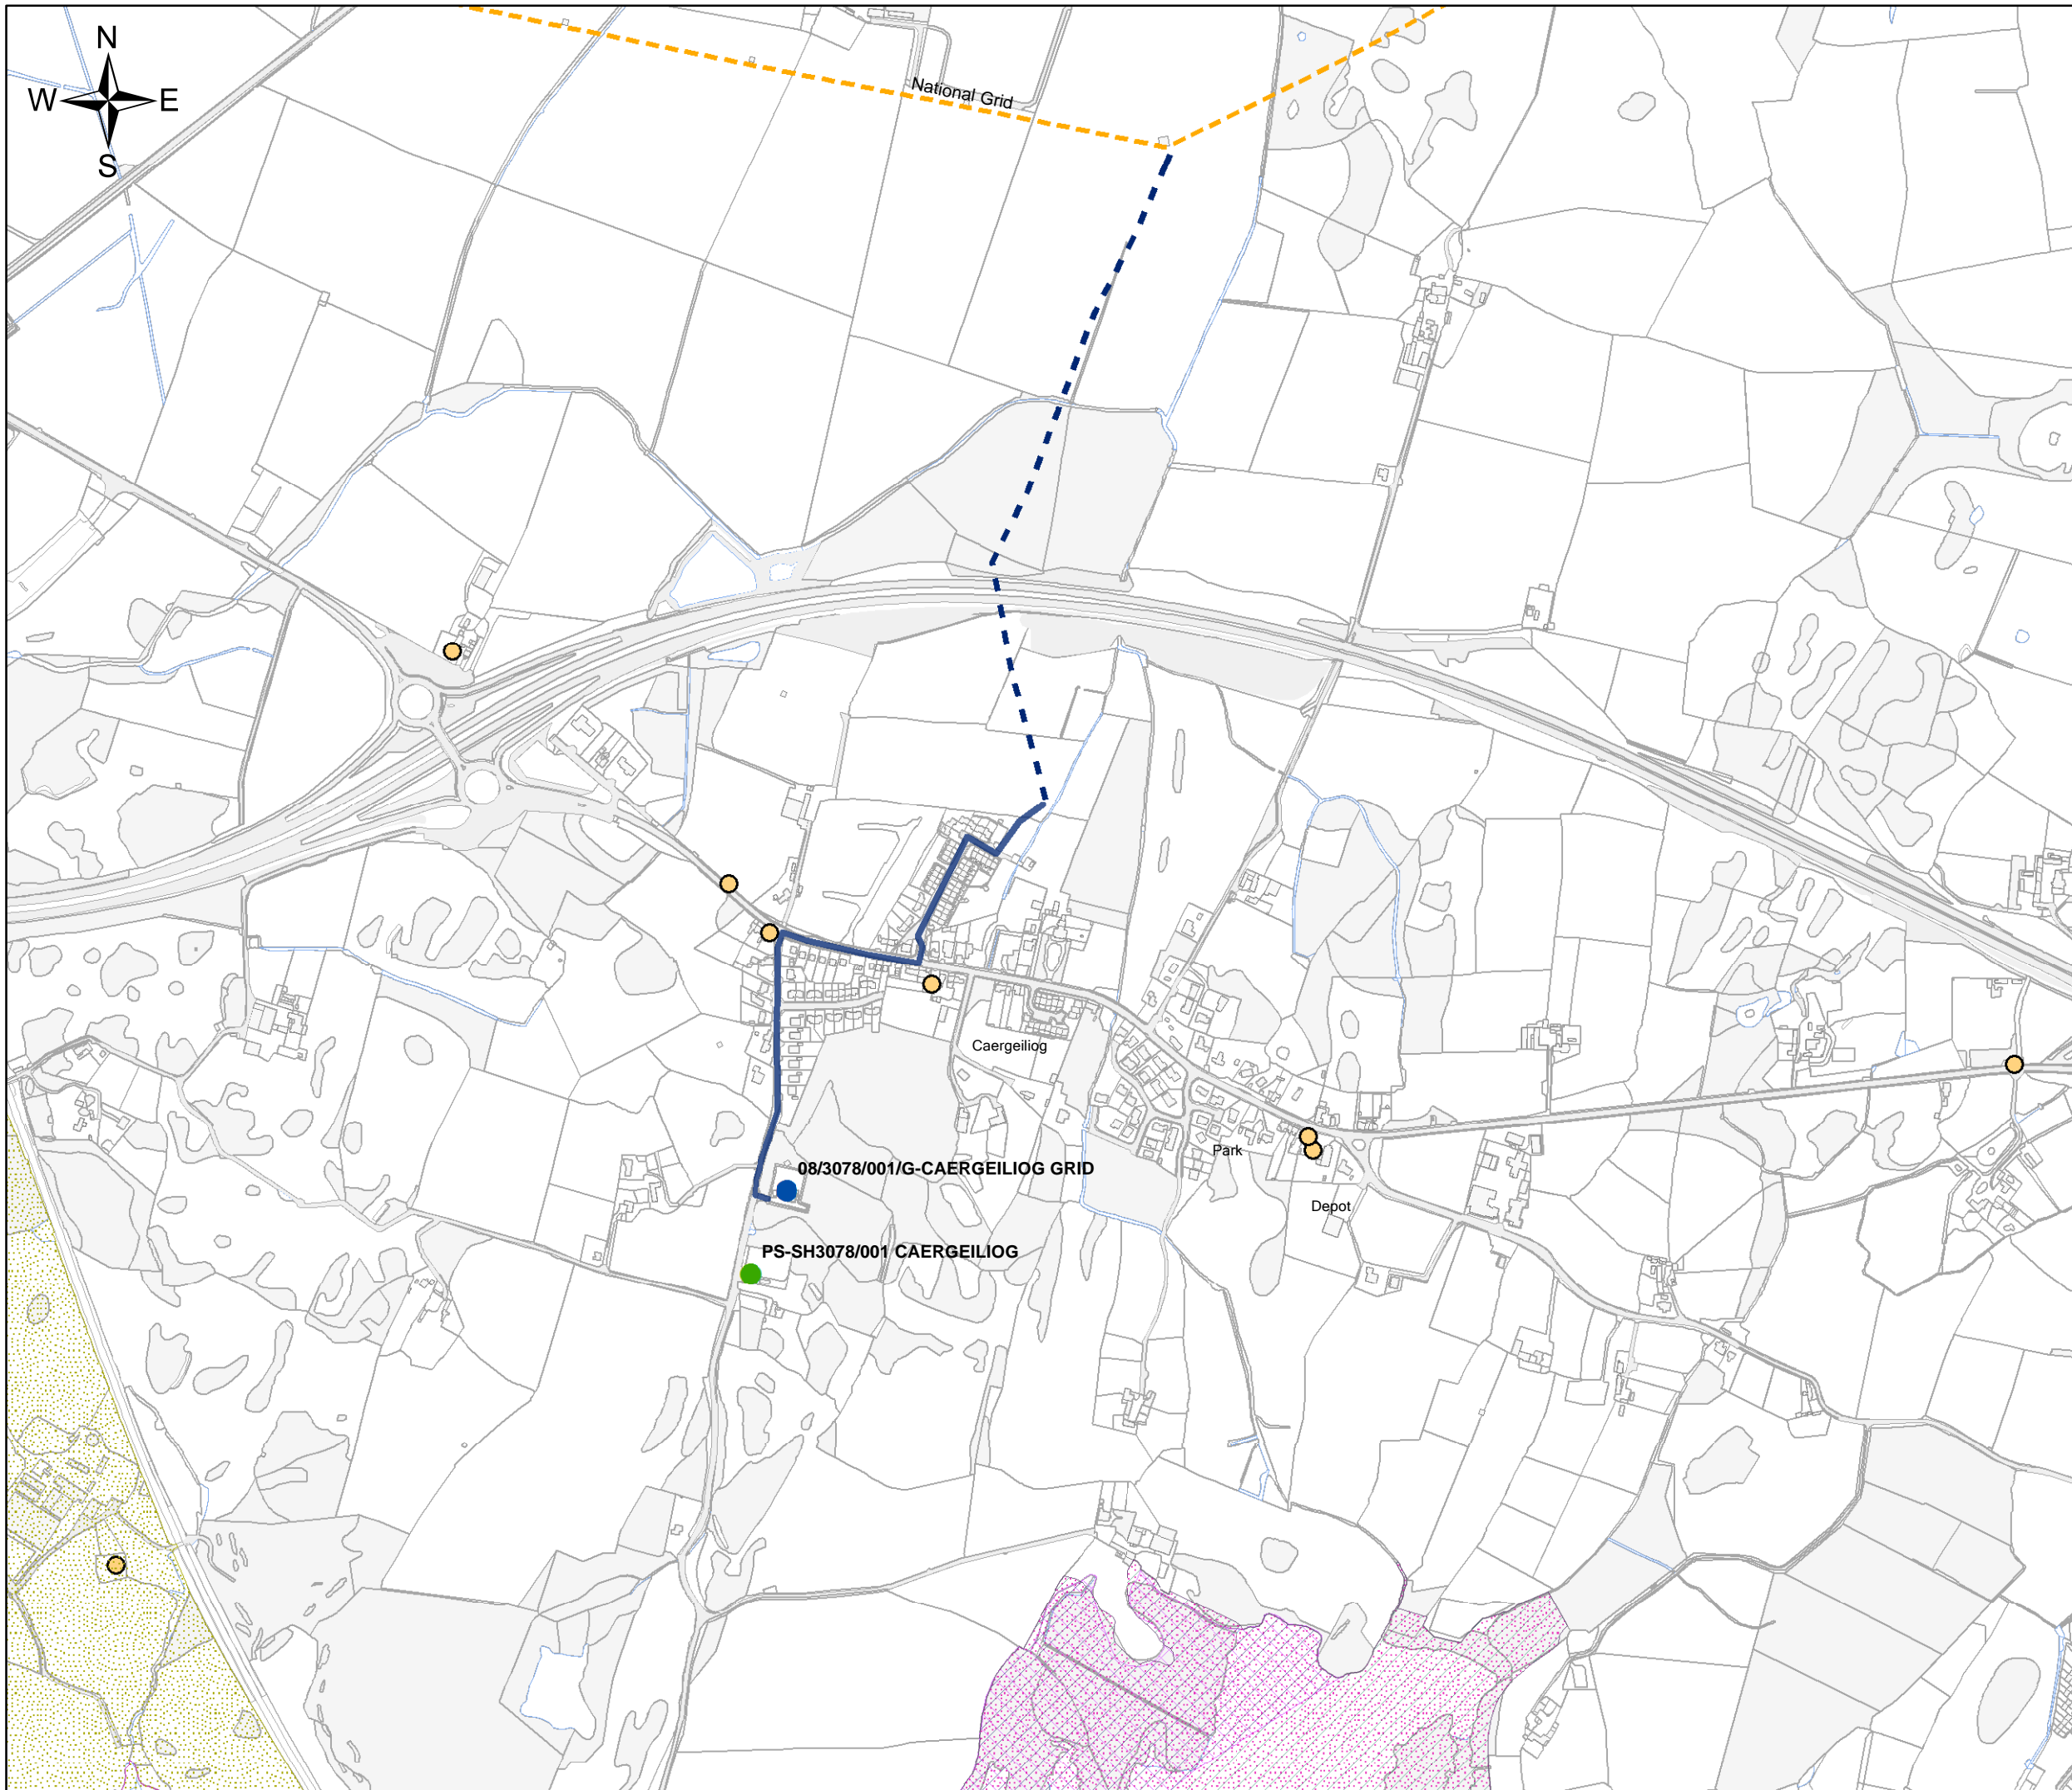 N
W E
S
National Grid
Caergeiliog
Park
08/3078/001/G-CAERGEILIOG GRID
Depot
PS-SH3078/001 CAERGEILIOG